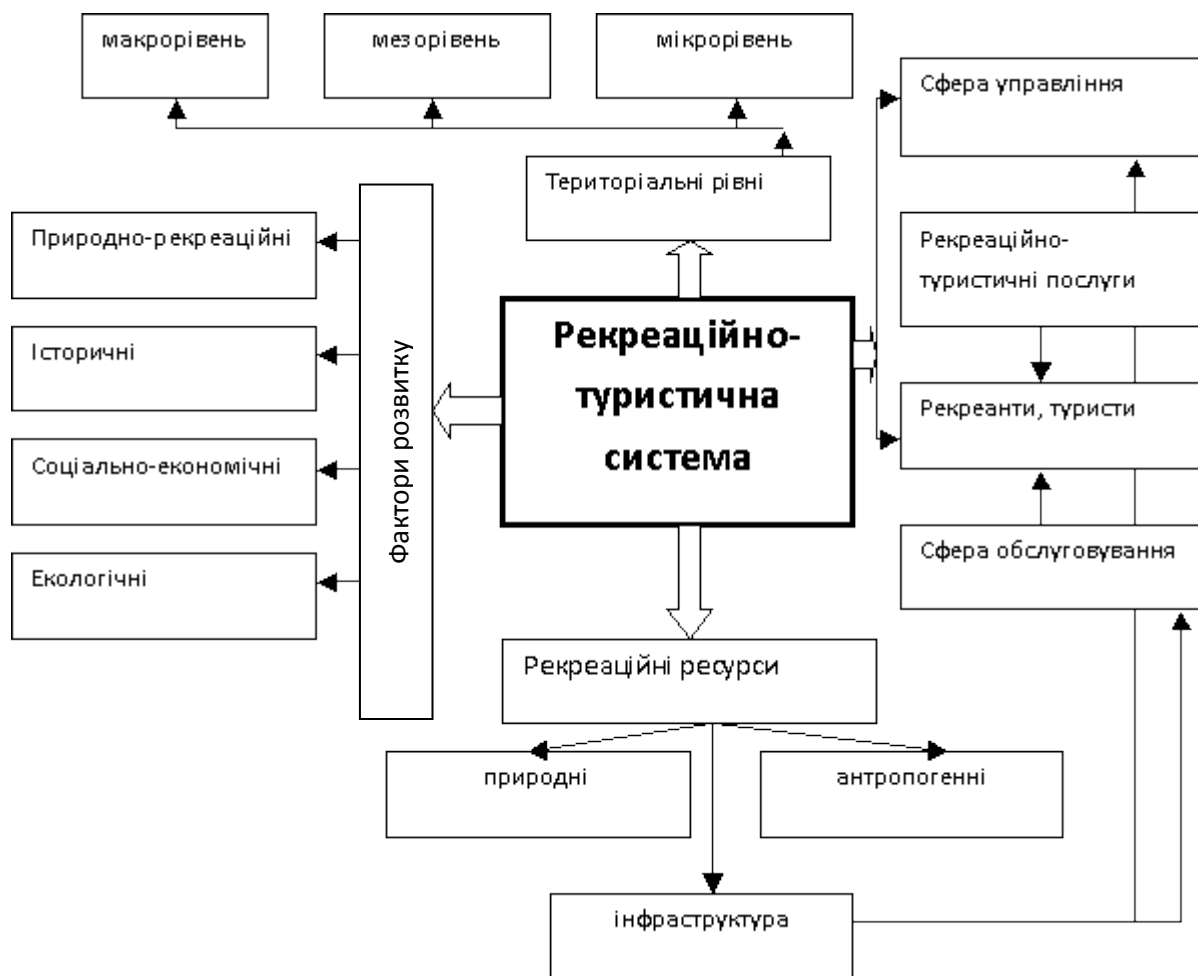 макрорівень
мезорівень
мікрорівень
Сфера управління
Територіальні рівні
Природно-рекреаційні
Рекреаційно-
туристичні послуги
Рекреаційно-
туристична
система
Історичні
Рекреанти, туристи
Соціально-економічні
Фактори розвитку
Сфера обслуговування
Екологічні
Рекреаційні ресурси
природні
антропогенні
інфраструктура